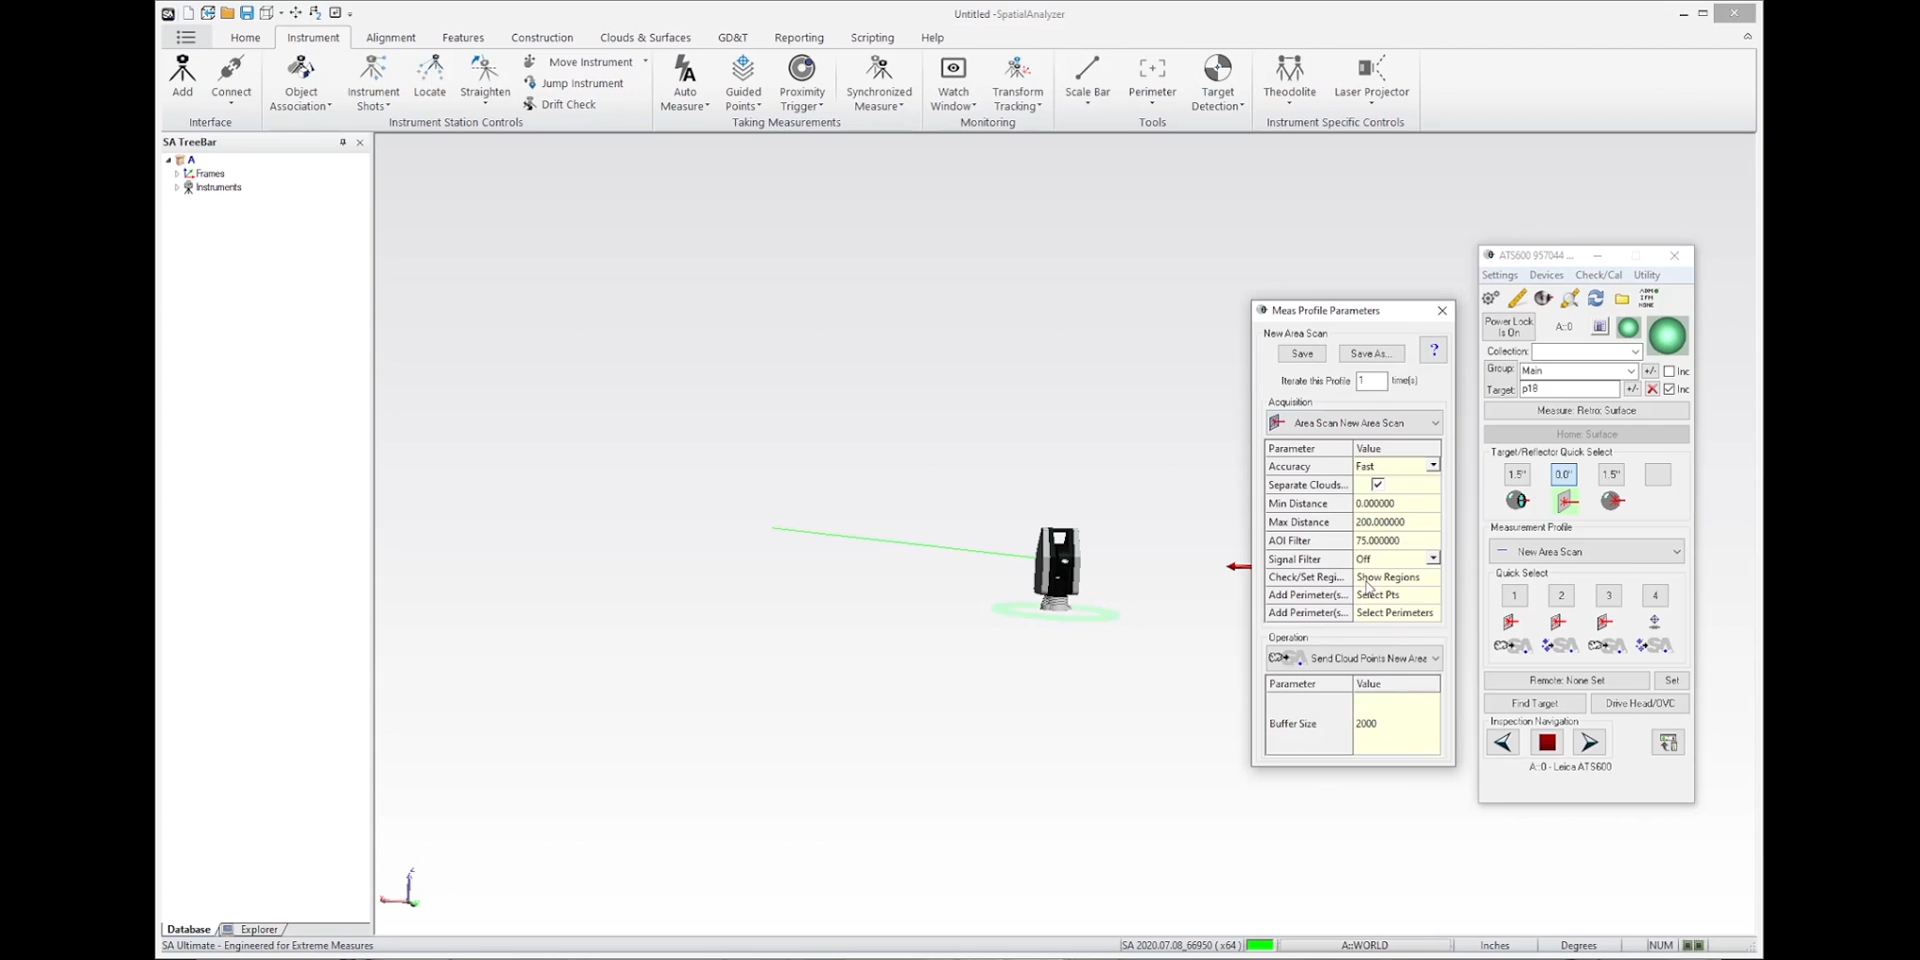 Untitled -SpatialAnalyzer
Home Instrument Alignment Features Construction Clouds & Surfaces GD&T Reporting Scripting Help
Add
Connect
Interface
Object Association
Instrument Shots
Locate
Straighten
Move Instrument
Jump Instrument
Drift Check
Instrument Station Controls
Auto Measure
Guided Points
Proximity Trigger
Synchronized Measure
Taking Measurements
Watch Window
Transform Tracking
Monitoring
Scale Bar
Perimeter
Target Detection
Tools
Theodolite
Laser Projector
Instrument Specific Controls
SA TreeBar
A
Frames
Instruments
Meas Profile Parameters
New Area Scan
Save Save As... ?
Iterate this Profile 1 time(s)
Acquisition
Area Scan New Area Scan
Parameter Value
Accuracy Fast
Separate Clouds...
Min Distance 0.000000
Max Distance 200.000000
AOI Filter 75.000000
Signal Filter Off
Check/Set Regi... Show Regions
Add Perimeter(s... Select Pts
Add Perimeter(s... Select Perimeters
Operation
Send Cloud Points New Area
Parameter Value
Buffer Size 2000
ATS600 957044 ...
Settings Devices Check/Cal Utility
ADM
IFM
NONE
Power Lock Is On
A::0
Collection:
Group: Main +/- Inc
Target: p18 +/- Inc
Measure: Retro: Surface
Home: Surface
Target/Reflector Quick Select
1.5" 0.0" 1.5"
Measurement Profile
New Area Scan
Quick Select
1 2 3 4
Remote: None Set Set
Find Target Drive Head/OVC
Inspection Navigation
A::0 - Leica ATS600
Database Explorer
SA Ultimate - Engineered for Extreme Measures
SA 2020.07.08_66950 (x64) A::WORLD Inches Degrees NUM